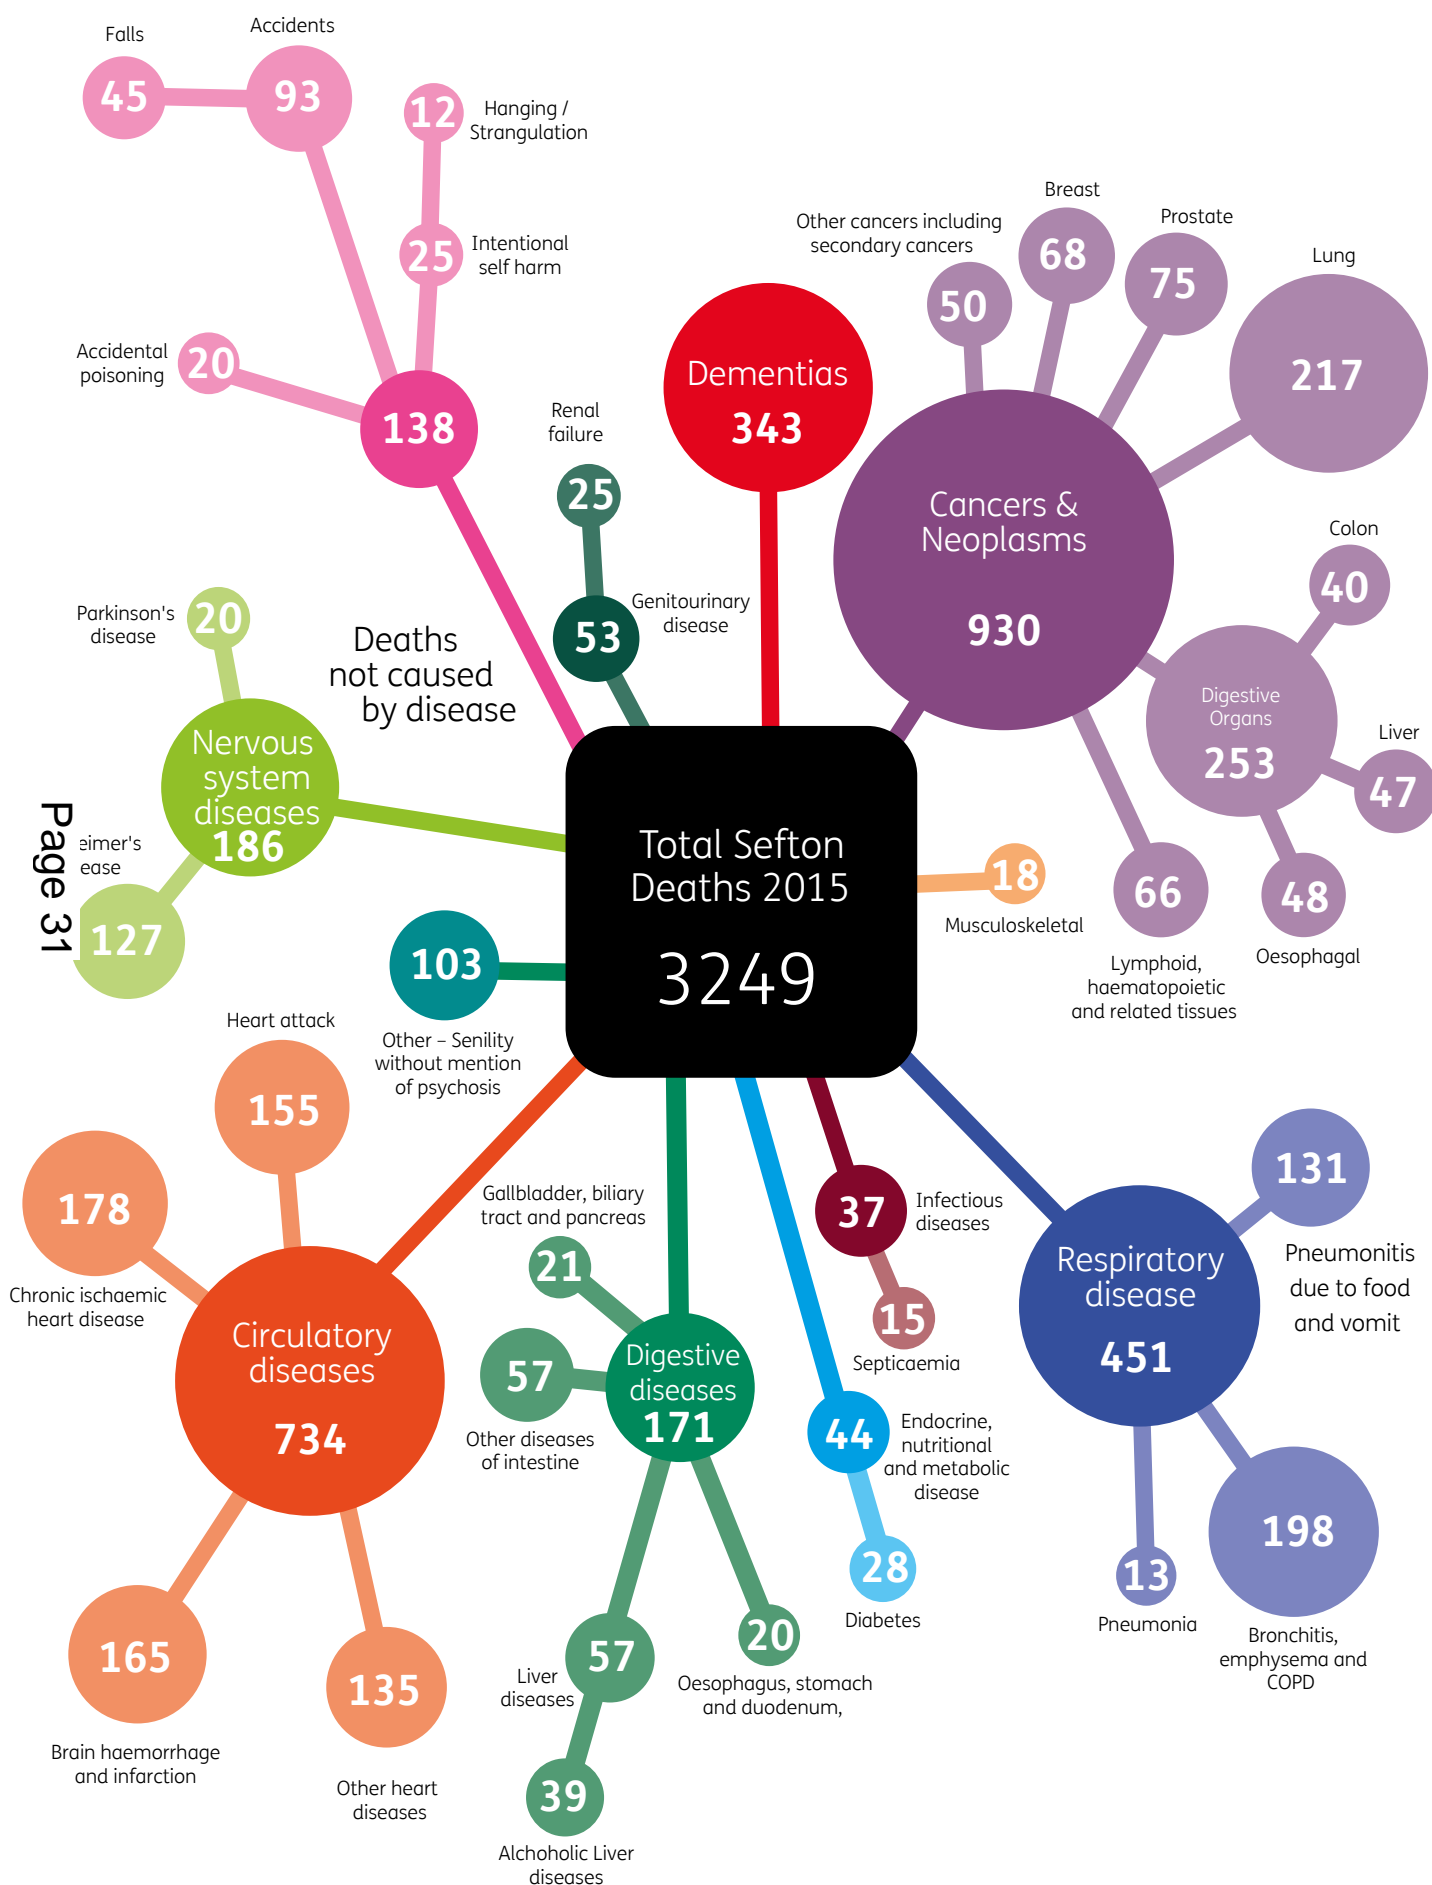 Falls
45
Accidents
93
12
Hanging /
Strangulation
25
Intentional
self harm
Accidental
poisoning
20
138
Deaths
not caused
by disease
Renal
failure
25
53
Genitourinary
disease
Dementias
343
Other cancers including
secondary cancers
50
Breast
68
Prostate
75
Lung
217
Cancers &
Neoplasms
930
Colon
40
Digestive
Organs
253
Liver
47
48
Oesophagal
66
Lymphoid,
haematopoietic
and related tissues
Parkinson's
disease
20
Nervous
system
diseases
186
eimer's
ease
127
Page 31
Total Sefton
Deaths 2015
3249
18
Musculoskeletal
103
Other – Senility
without mention
of psychosis
Heart attack
155
178
Chronic ischaemic
heart disease
Circulatory
diseases
734
165
Brain haemorrhage
and infarction
135
Other heart
diseases
Gallbladder, biliary
tract and pancreas
21
57
Other diseases
of intestine
Digestive
diseases
171
Liver
diseases
57
39
Alchoholic Liver
diseases
20
Oesophagus, stomach
and duodenum,
37
Infectious
diseases
15
Septicaemia
44
Endocrine,
nutritional
and metabolic
disease
28
Diabetes
Respiratory
disease
451
131
Pneumonitis
due to food
and vomit
13
Pneumonia
198
Bronchitis,
emphysema and
COPD